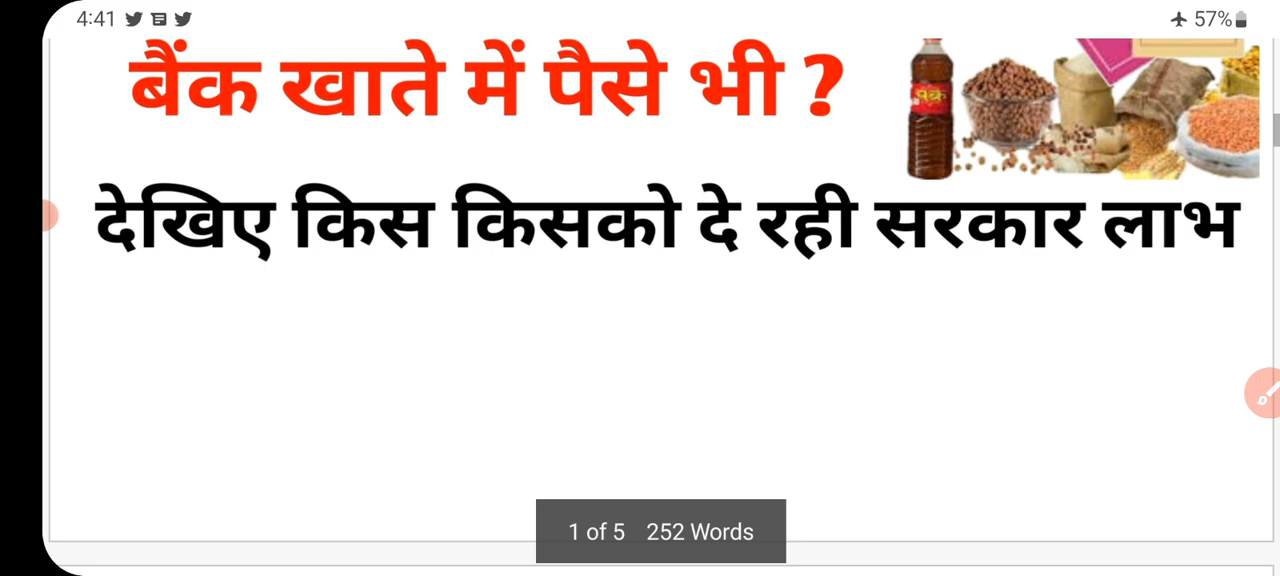 4:41
57%
बैंक खाते में पैसे भी ?
देखिए किस किसको दे रही सरकार लाभ
1 of 5 252 Words